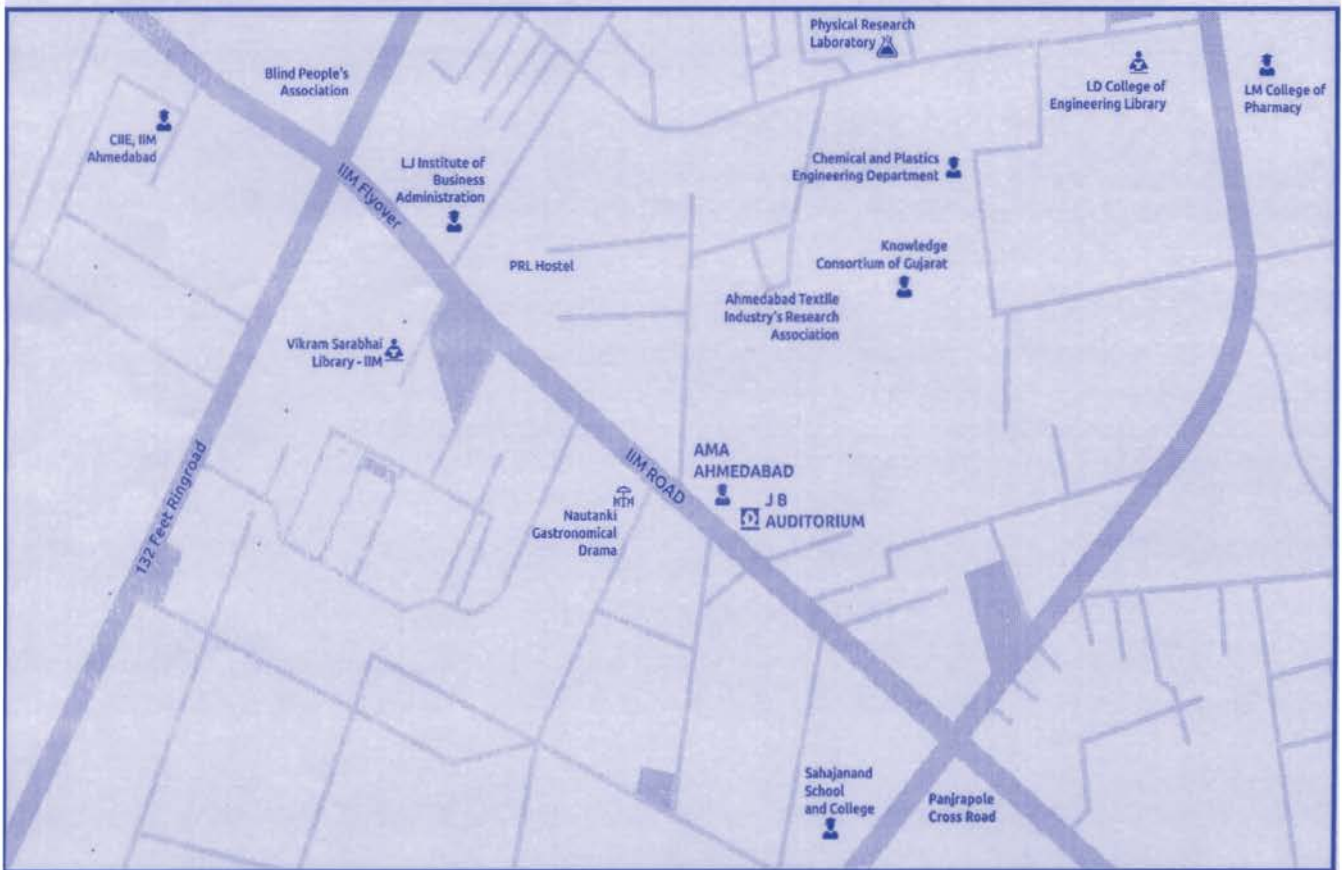 Physical Research
Laboratory
Blind People's
Association
LD College of
Engineering Library
LM College of
Pharmacy
CIIE, IIM
Ahmedabad
IIM Flyover
LJ Institute of
Business
Administration
Chemical and Plastics
Engineering Department
Knowledge
Consortium of Gujarat
PRL Hostel
Ahmedabad Textile
Industry's Research
Association
Vikram Sarabhai
Library - IIM
132 Feet Ringroad
IIM ROAD
AMA
AHMEDABAD
J B
AUDITORIUM
Nautanki
Gastronomical
Drama
Sahajanand
School
and College
Panjrapole
Cross Road